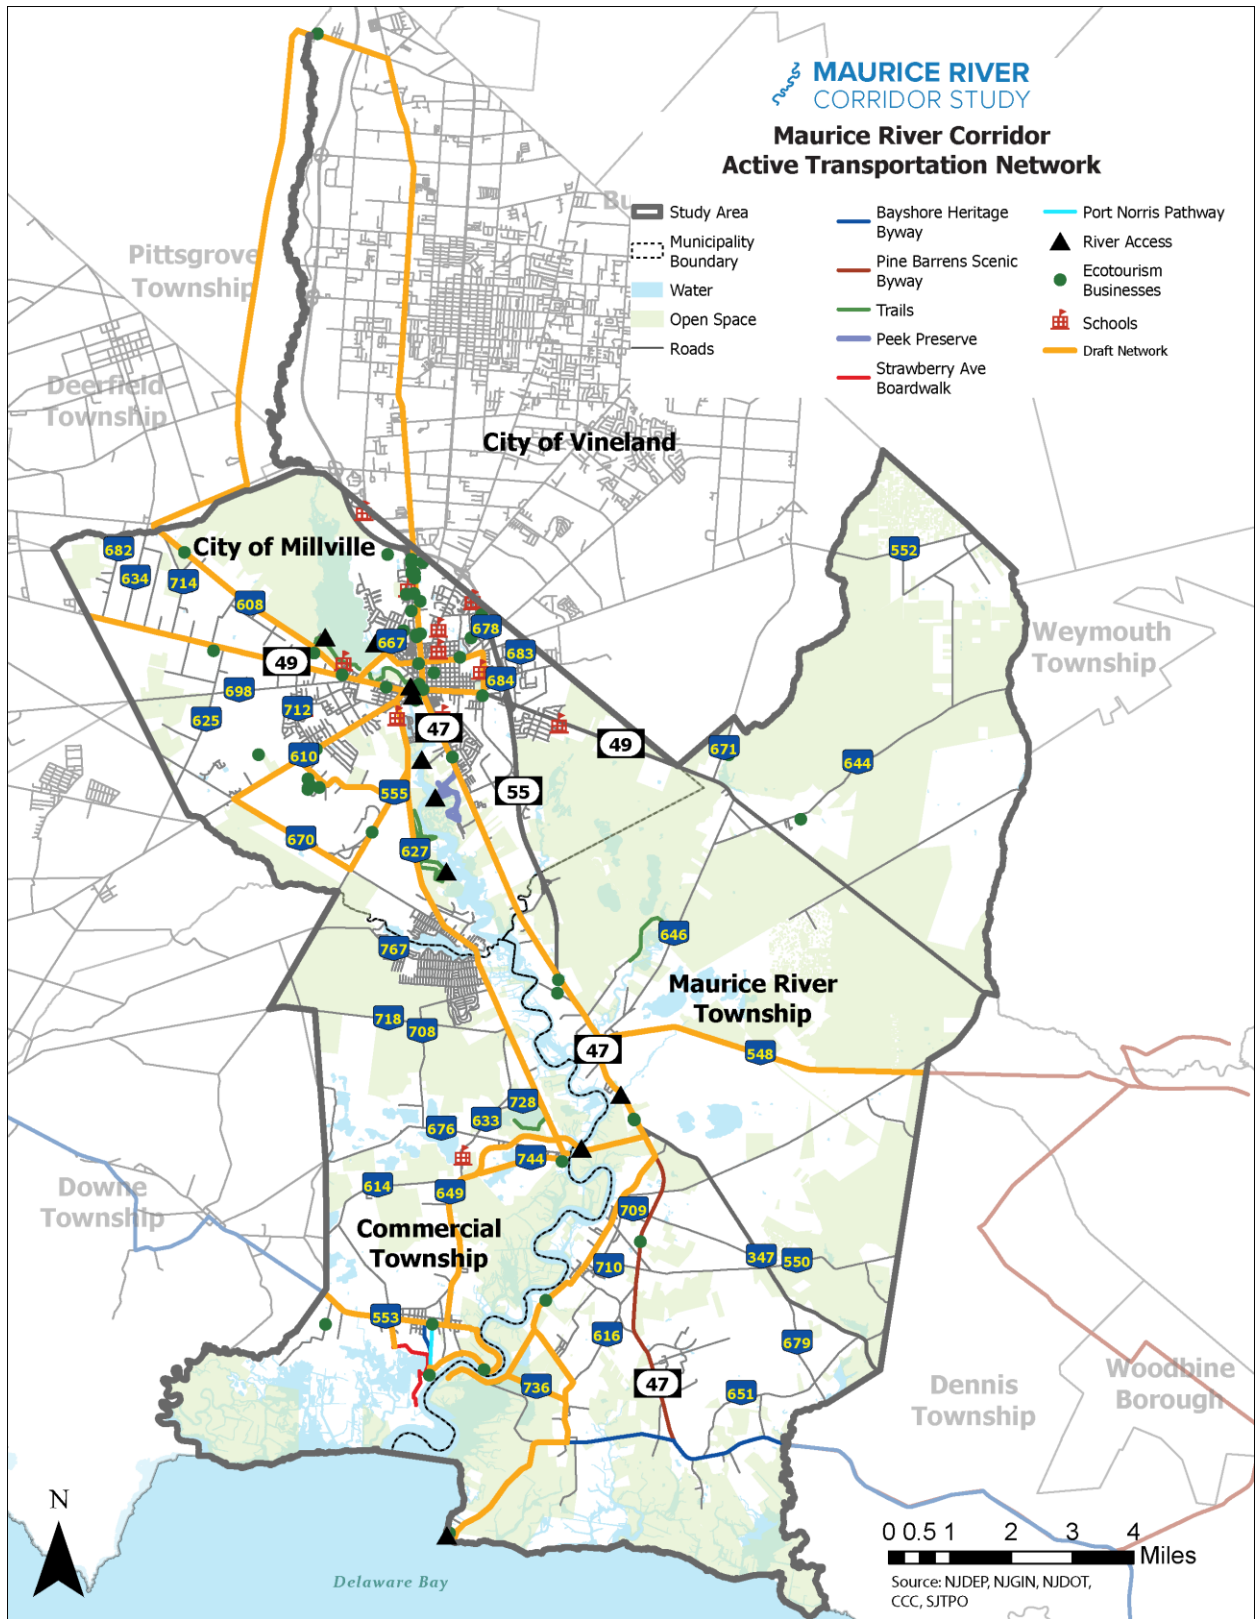 MAURICE RIVER
CORRIDOR STUDY
Maurice River Corridor
Active Transportation Network
Study Area
Municipality
Boundary
Water
Open Space
Roads
Bayshore Heritage
Byway
Pine Barrens Scenic
Byway
Trails
Peek Preserve
Strawberry Ave
Boardwalk
Port Norris Pathway
River Access
Ecotourism
Businesses
Schools
Draft Network
Bu
Pittsgrove
Township
Deerfield
Township
City of Vineland
City of Millville
682
634
714
608
552
667
678
683
684
Weymouth
Township
49
698
625
712
47
49
671
644
610
555
55
670
627
646
767
Maurice River
Township
718
708
47
548
728
633
676
744
614
649
Downe
Township
709
Commercial
Township
710
347
550
553
616
679
47
736
651
Dennis
Township
Woodbine
Borough
N
Delaware Bay
0 0.5 1 2 3 4
Miles
Source: NJDEP, NJGIN, NJDOT,
CCC, SJTPO